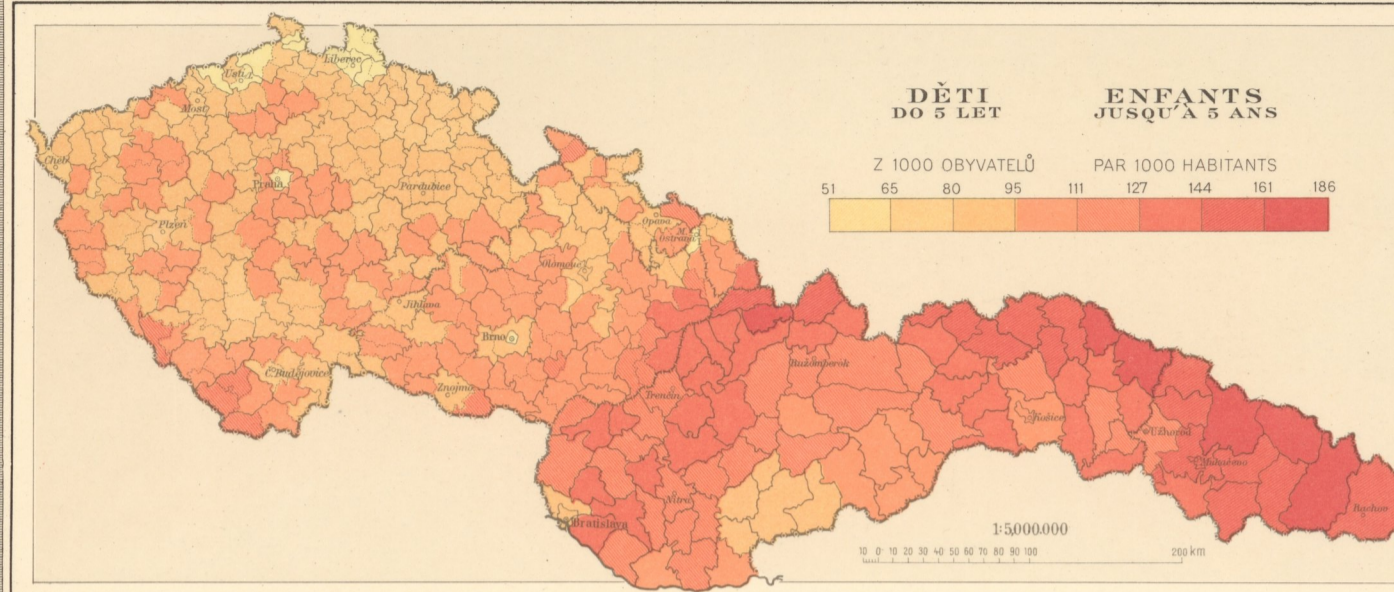 DĚTI
DO 5 LET
ENFANTS
JUSQU'À 5 ANS
Z 1000 OBYVATELŮ
PAR 1000 HABITANTS
51 65 80 95 111 127 144 161 186
Liberec
Ústí
Most
Cheb
Praha
Pardubice
Plzeň
Opava
M.
Ostrava
Olomouc
Jihlava
Brno
Č. Budějovice
Znojmo
Ružomberok
Trenčín
Košice
Užhorod
Mukačevo
Nitra
Rachov
Bratislava
1:5,000.000
10 0 10 20 30 40 50 60 70 80 90 100 200 km